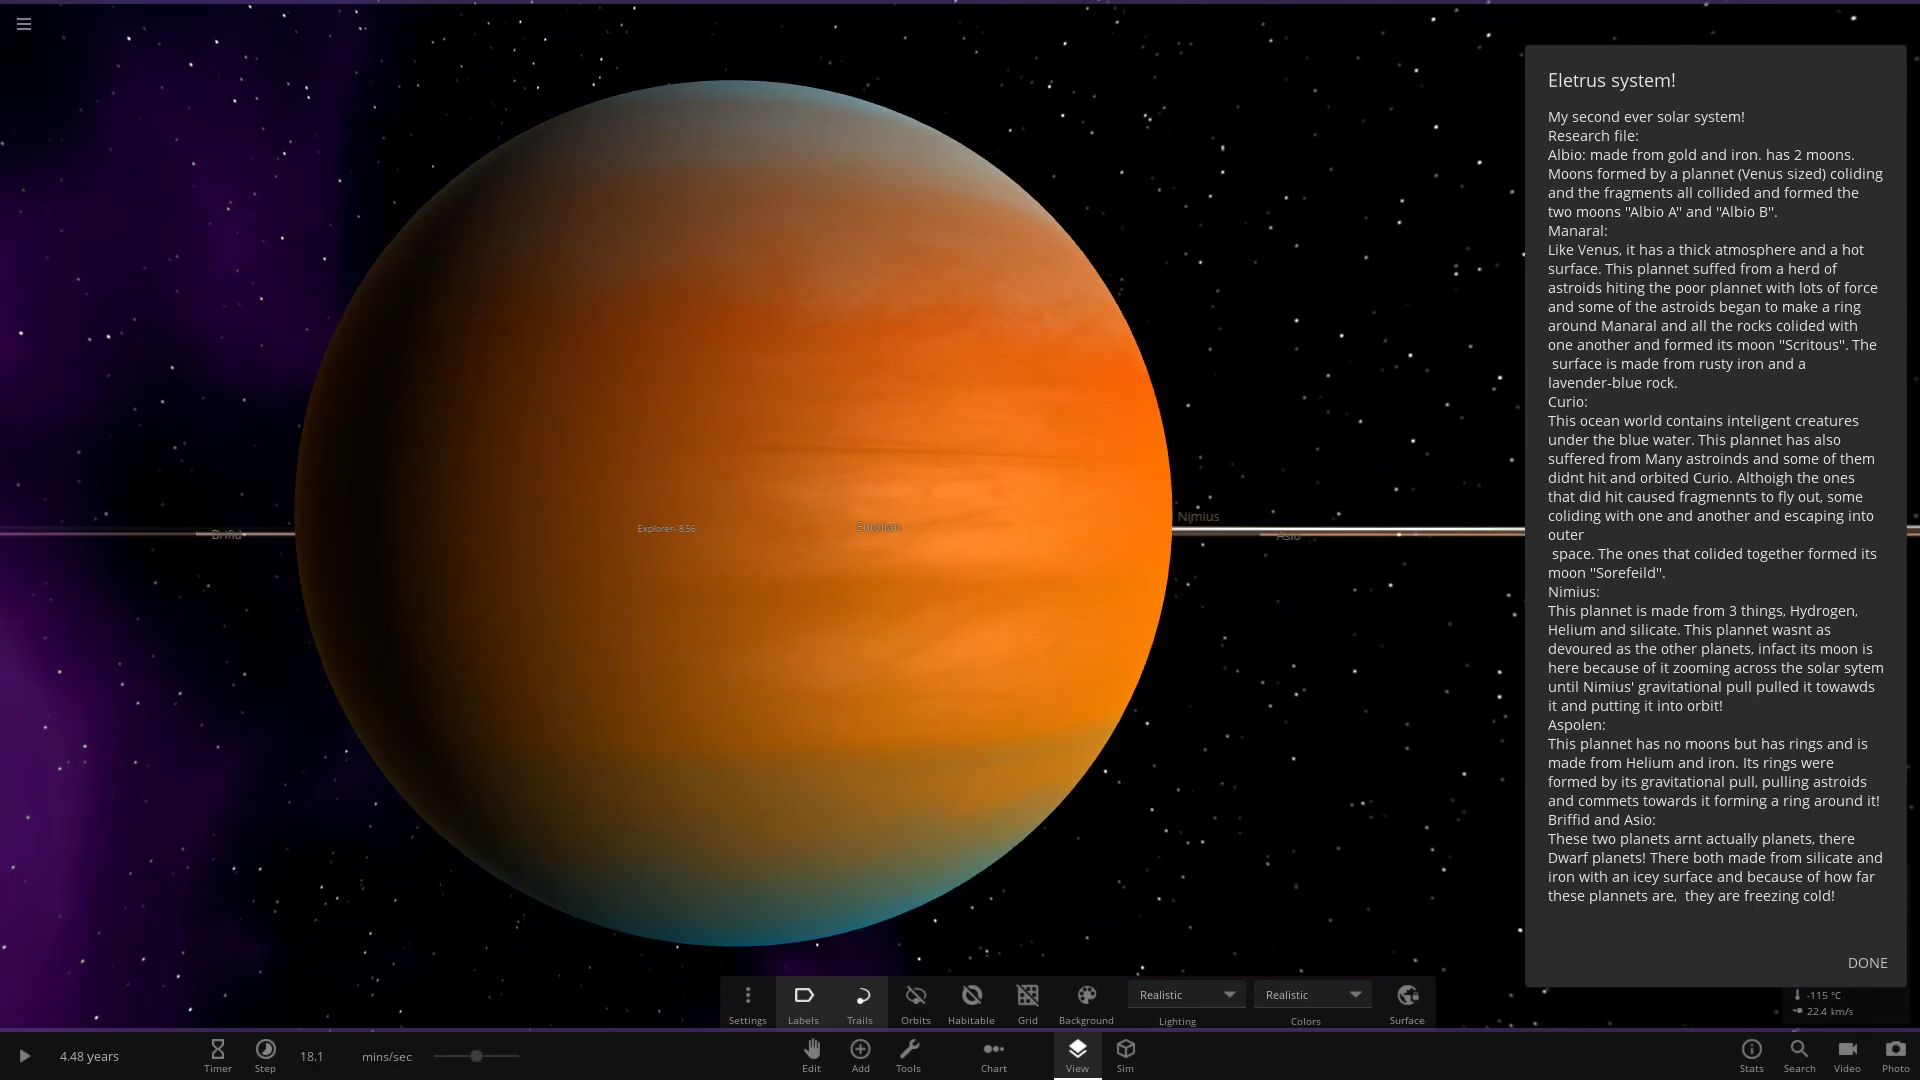 Eletrus system!
My second ever solar system!
Research file:
Albio: made from gold and iron. has 2 moons.
Moons formed by a plannet (Venus sized) coliding
and the fragments all collided and formed the
two moons "Albio A" and "Albio B".
Manaral:
Like Venus, it has a thick atmosphere and a hot
surface. This plannet suffed from a herd of
astroids hiting the poor plannet with lots of force
and some of the astroids began to make a ring
around Manaral and all the rocks colided with
one another and formed its moon "Scritous". The
surface is made from rusty iron and a
lavender-blue rock.
Curio:
This ocean world contains inteligent creatures
under the blue water. This plannet has also
suffered from Many astroinds and some of them
didnt hit and orbited Curio. Althoigh the ones
that did hit caused fragmennts to fly out, some
coliding with one and another and escaping into
outer
space. The ones that colided together formed its
moon "Sorefeild".
Nimius:
This plannet is made from 3 things, Hydrogen,
Helium and silicate. This plannet wasnt as
devoured as the other planets, infact its moon is
here because of it zooming across the solar sytem
until Nimius' gravitational pull pulled it towawds
it and putting it into orbit!
Aspolen:
This plannet has no moons but has rings and is
made from Helium and iron. Its rings were
formed by its gravitational pull, pulling astroids
and commets towards it forming a ring around it!
Briffid and Asio:
These two planets arnt actually planets, there
Dwarf planets! There both made from silicate and
iron with an icey surface and because of how far
these plannets are,  they are freezing cold!
DONE
Explorer- 8.56
Nimius
Asio
Settings
Labels
Trails
Orbits
Habitable
Grid
Background
Realistic
Lighting
Realistic
Colors
Surface
-115 °C
22.4 km/s
4.48 years
Timer
Step
18.1
mins/sec
Edit
Add
Tools
Chart
View
Sim
Stats
Search
Video
Photo